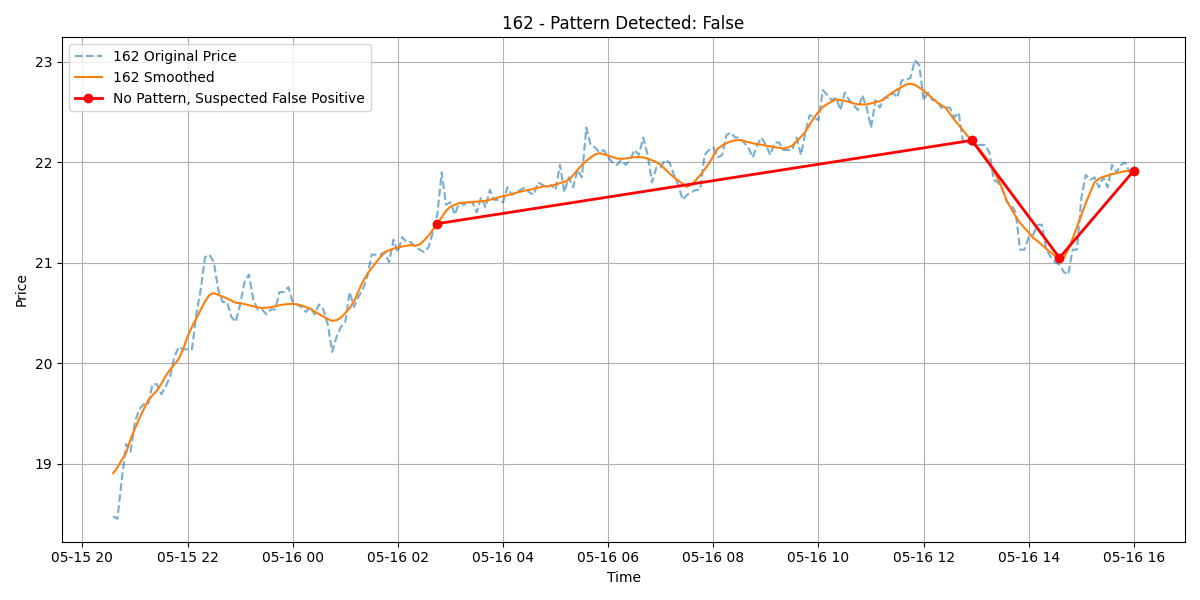 162 - Pattern Detected: False
162 Original Price
162 Smoothed
No Pattern, Suspected False Positive
Price
23
22
21
20
19
05-15 20 05-15 22 05-16 00 05-16 02 05-16 04 05-16 06 05-16 08 05-16 10 05-16 12 05-16 14 05-16 16
Time